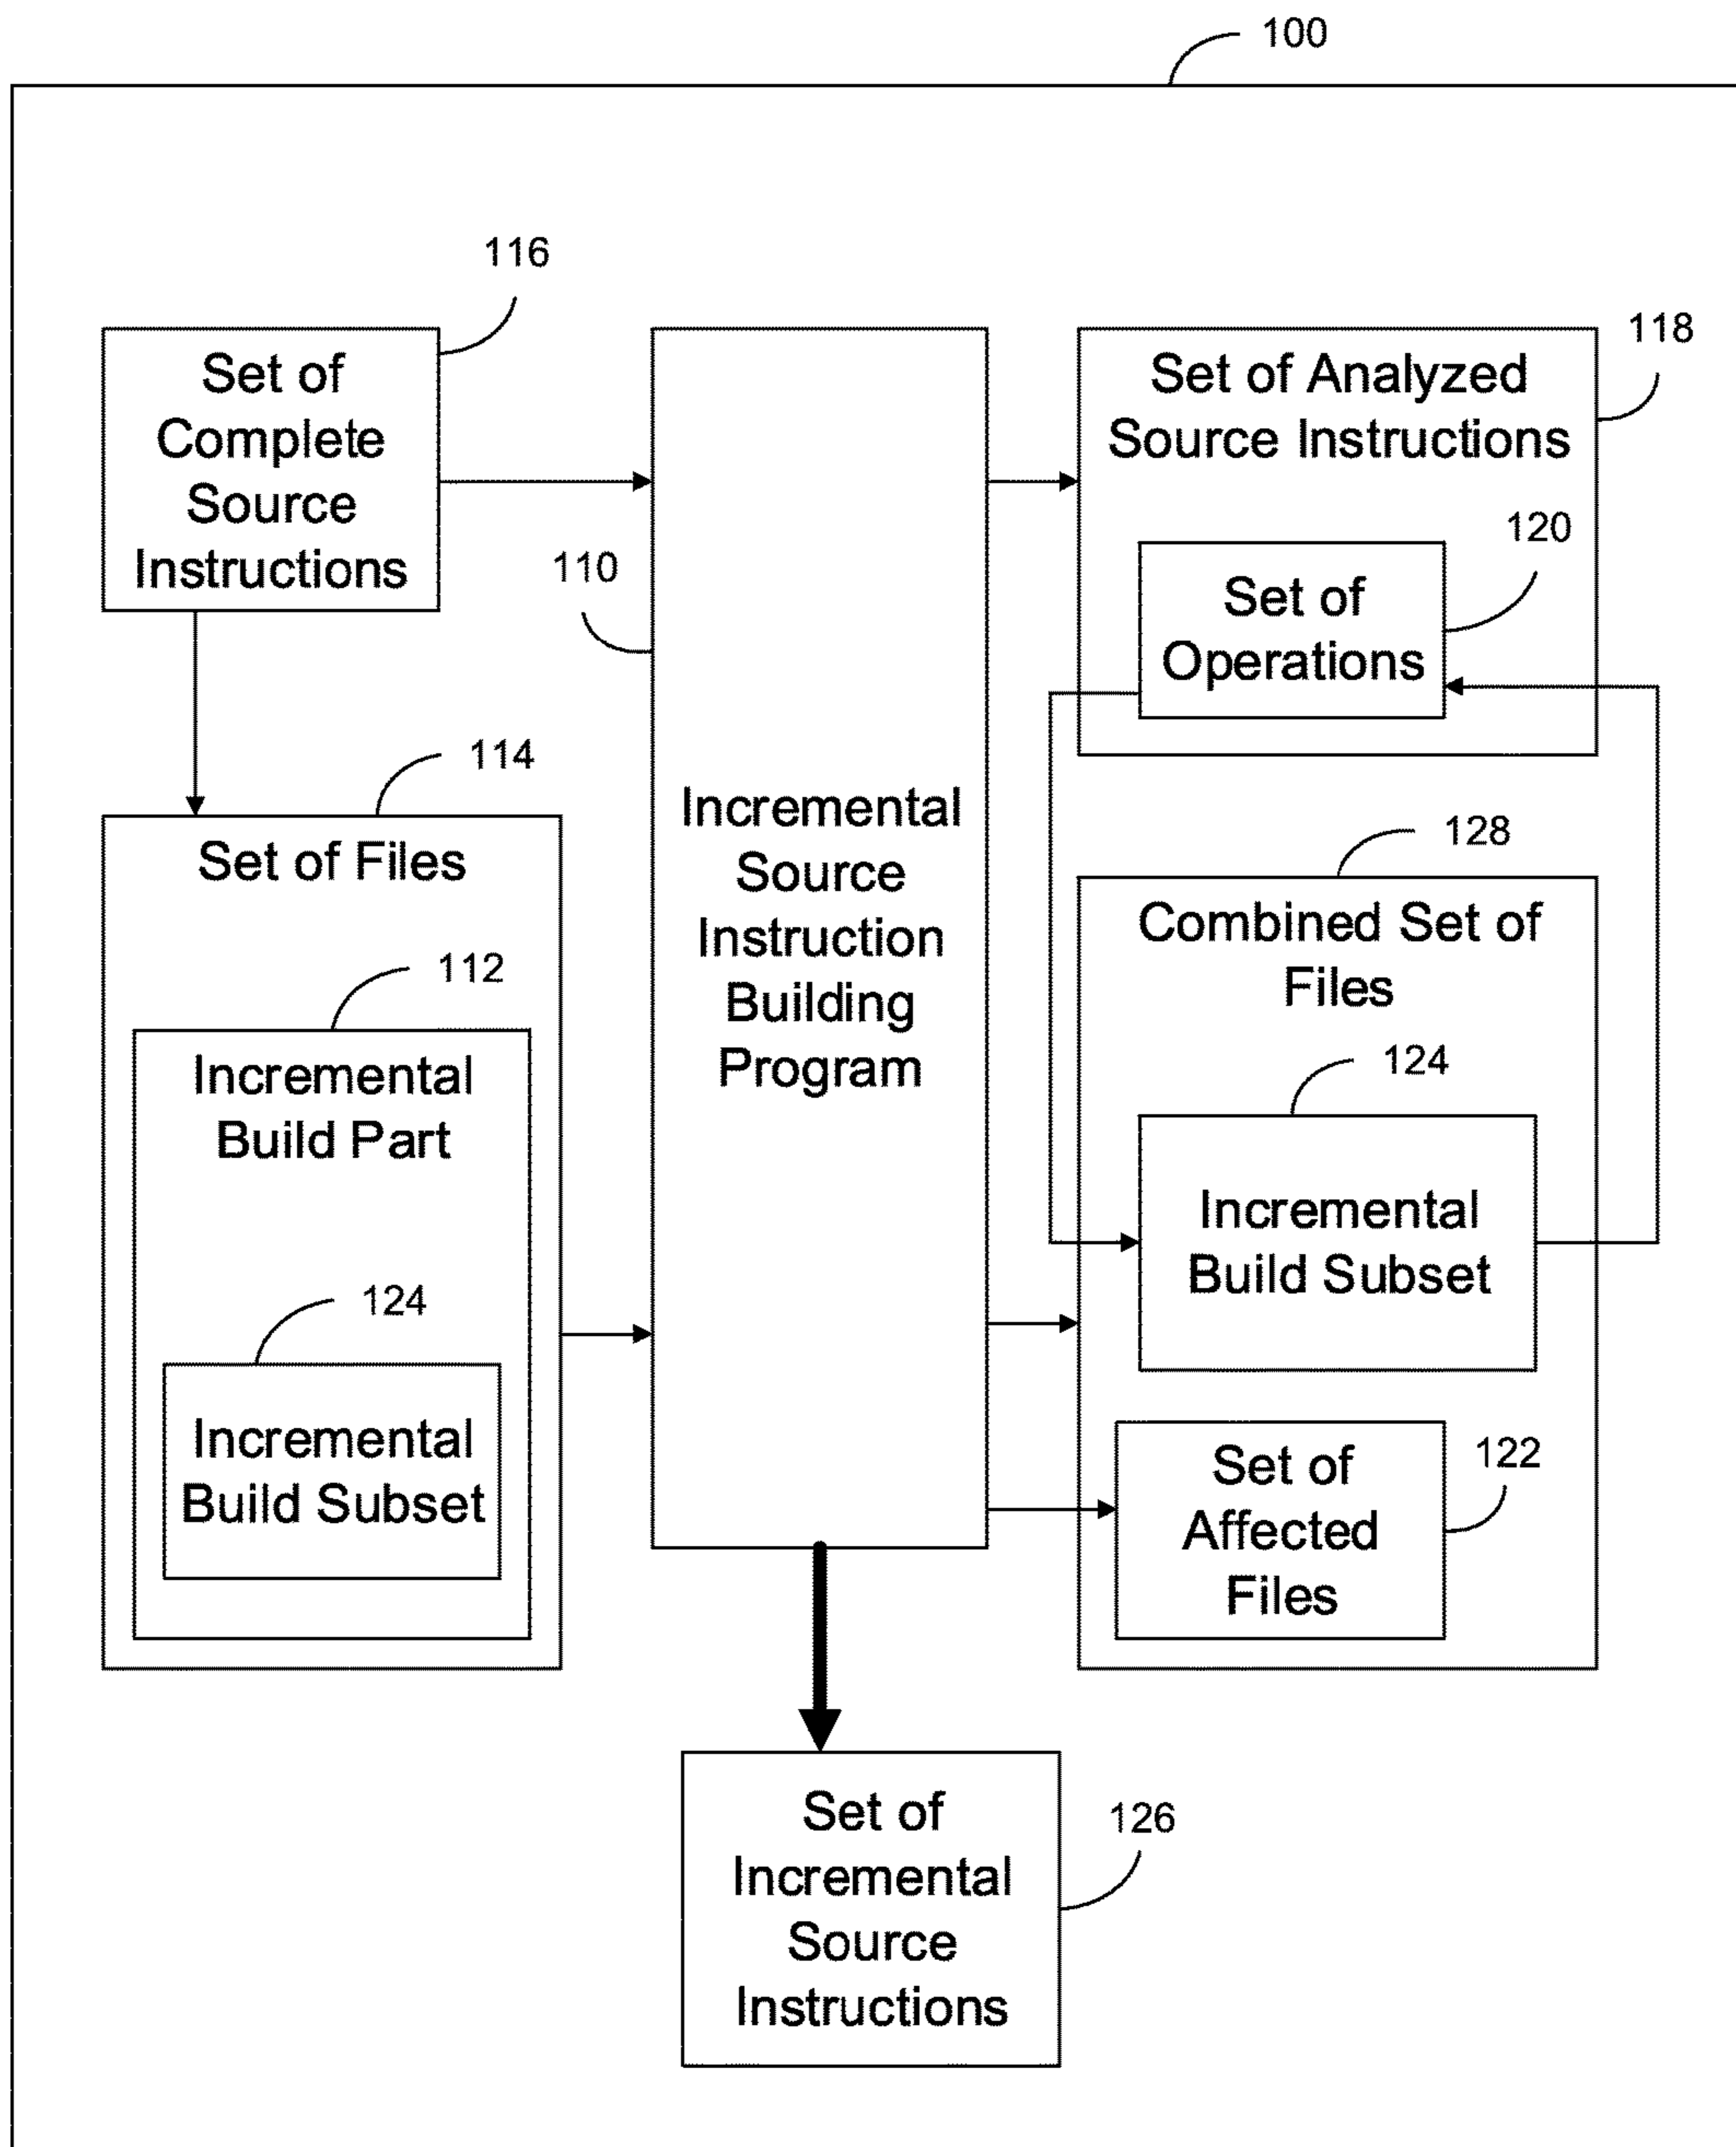 100
116
Set of
Complete
Source
Instructions
110
Incremental
Source
Instruction
Building
Program
118
Set of Analyzed
Source Instructions
120
Set of
Operations
114
Set of Files
112
Incremental
Build Part
124
Incremental
Build Subset
128
Combined Set of
Files
124
Incremental
Build Subset
122
Set of
Affected
Files
126
Set of
Incremental
Source
Instructions